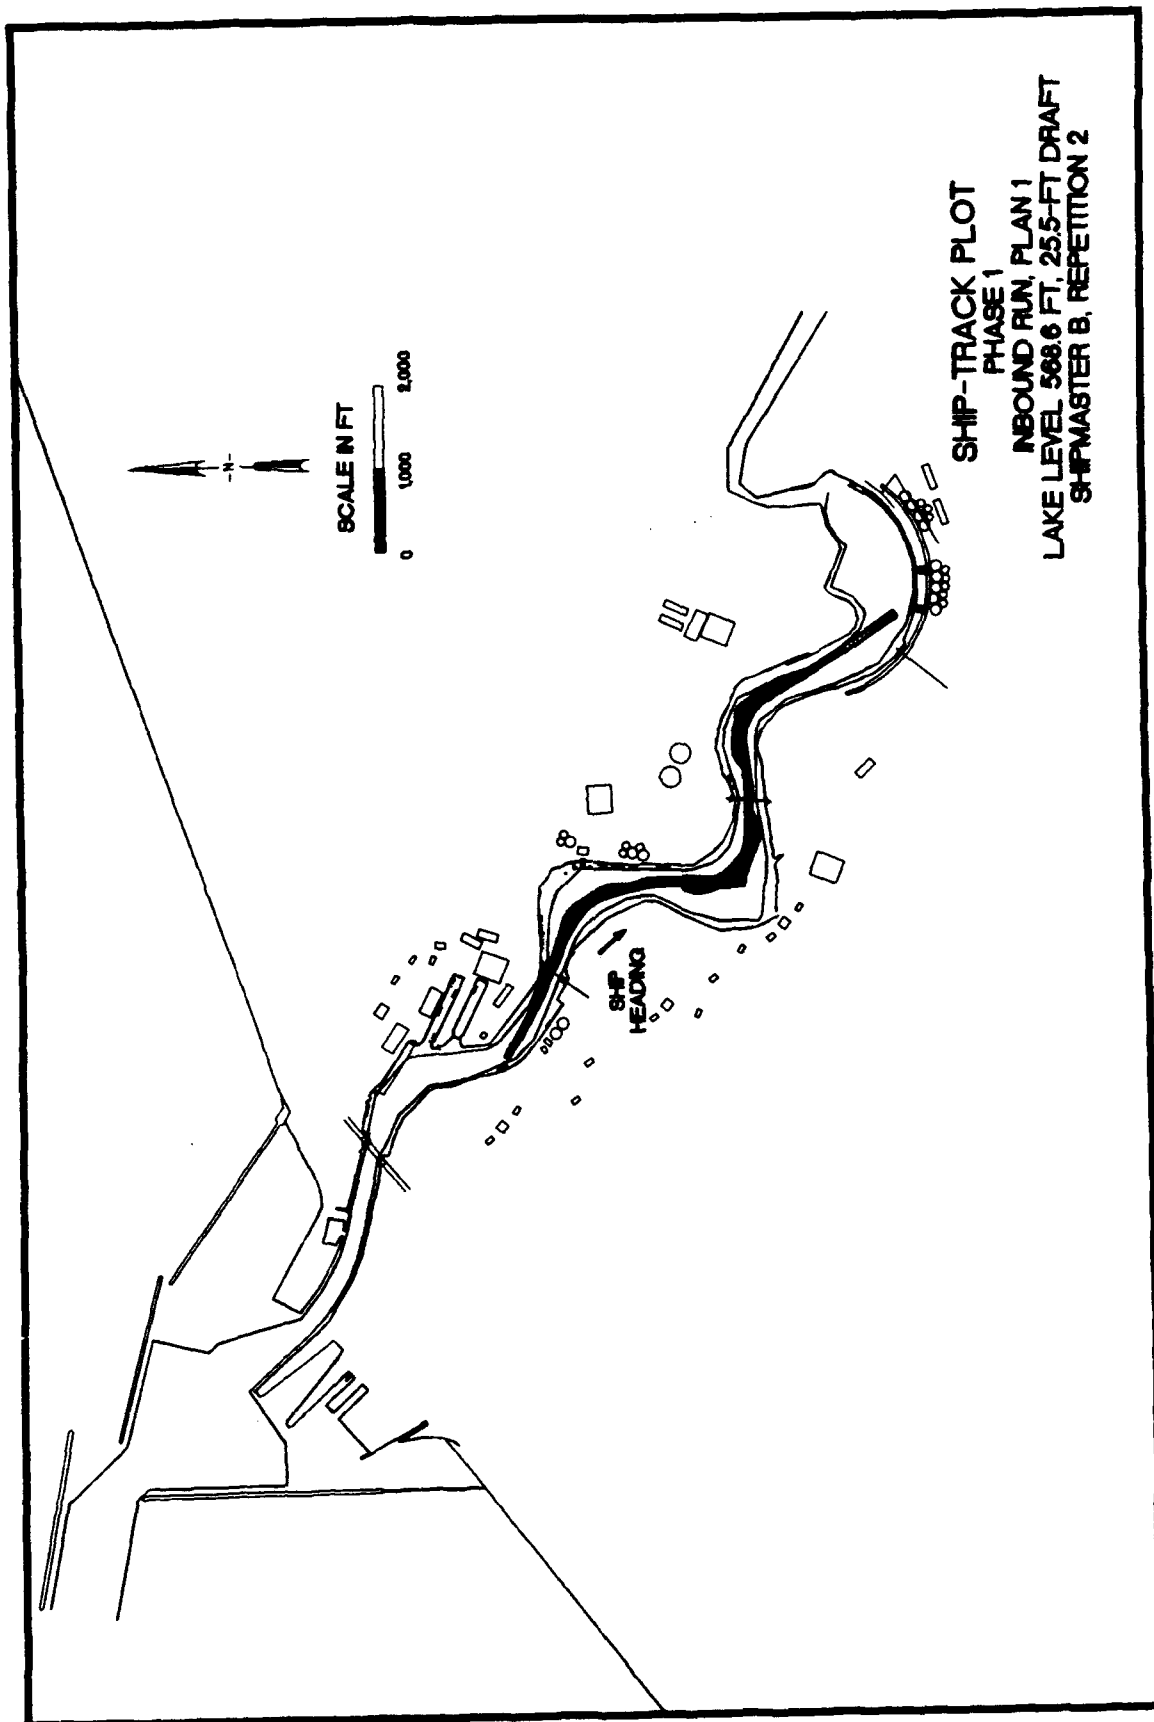 SCALE IN FT
0 1,000 2,000
-N-
SHIP
HEADING
SHIP-TRACK PLOT
PHASE 1
INBOUND RUN, PLAN 1
LAKE LEVEL 568.6 FT, 25.5-FT DRAFT
SHIPMASTER B, REPETITION 2